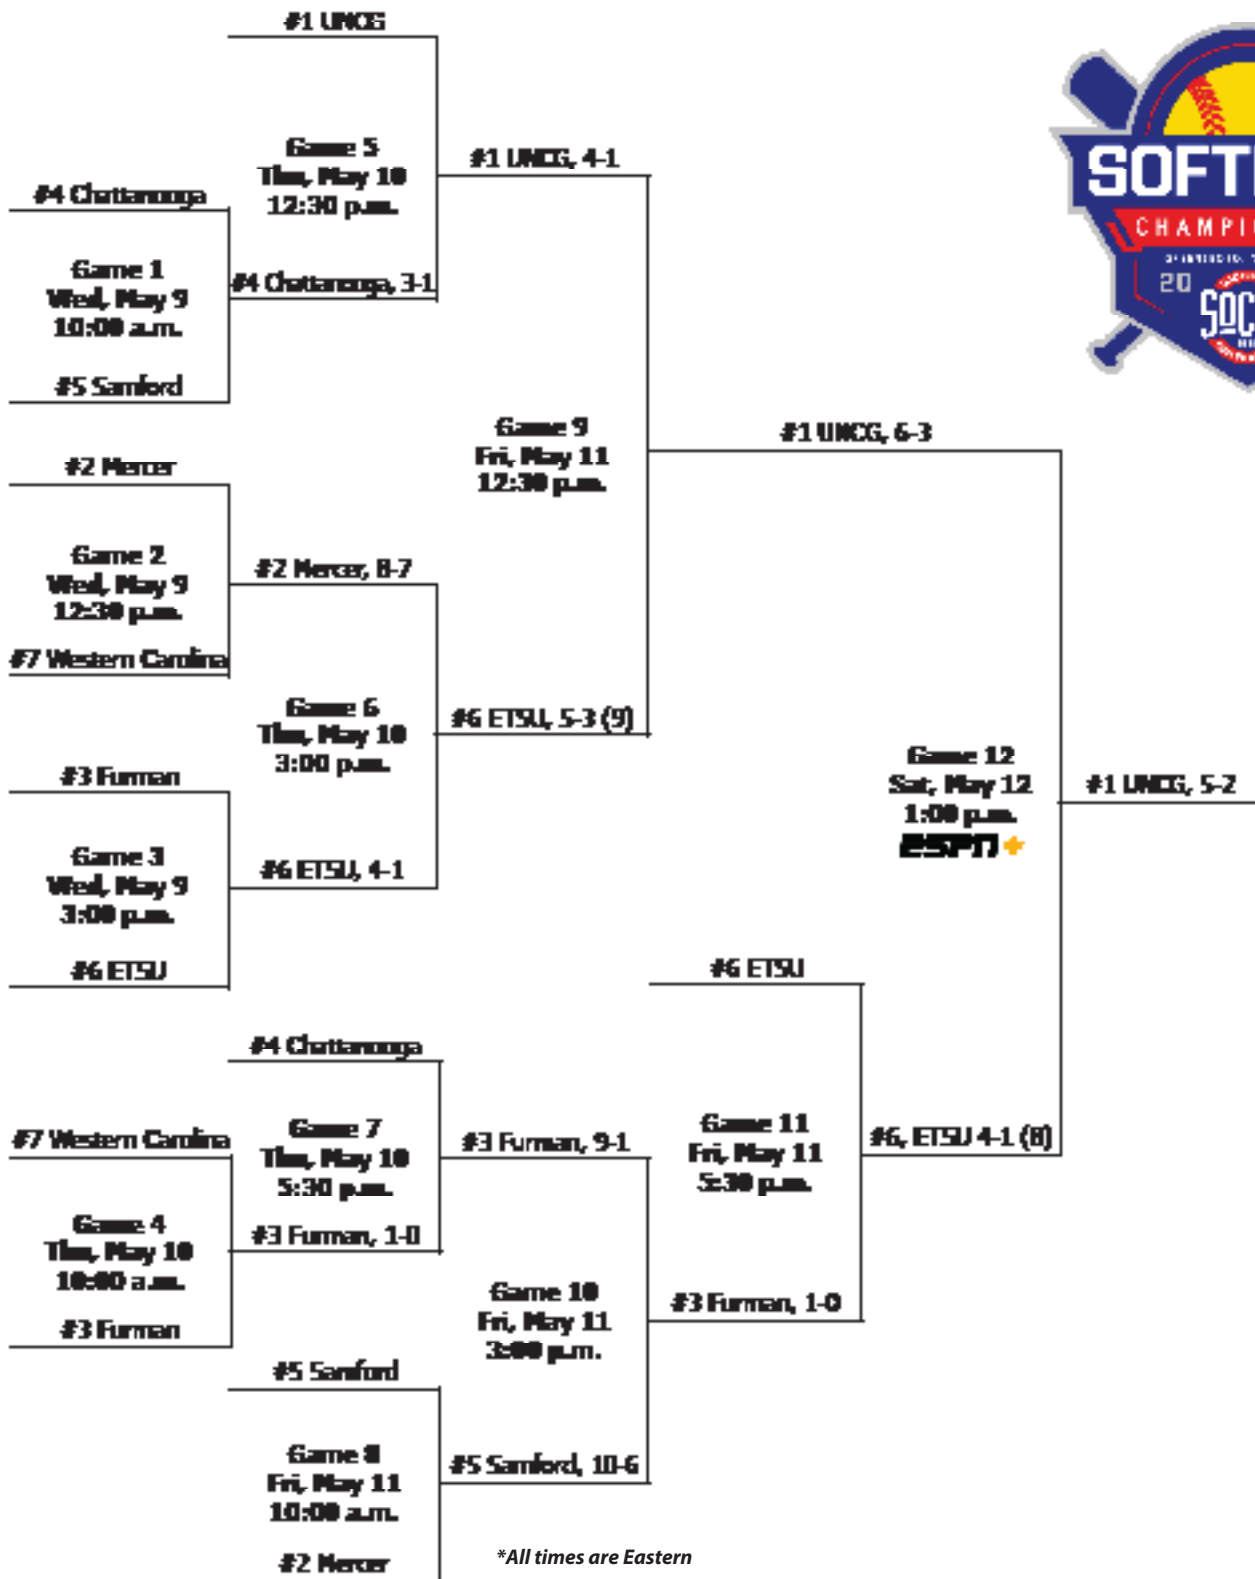 #1 UNCG
Game 5
Thu, May 10
12:30 p.m.
#1 UNCG, 4-1
#4 Chattanooga
Game 1
Wed, May 9
10:00 a.m.
#4 Chattanooga, 3-1
#5 Samford
SOFT
CHAMPI
20
SOC
Game 9
Fri, May 11
12:30 p.m.
#1 UNCG, 6-3
#2 Mercer
Game 2
Wed, May 9
12:30 p.m.
#2 Mercer, 8-7
#7 Western Carolina
Game 6
Thu, May 10
3:00 p.m.
#6 ETSU, 5-3 (9)
#3 Furman
Game 3
Wed, May 9
3:00 p.m.
#6 ETSU, 4-1
#6 ETSU
Game 12
Sat, May 12
1:00 p.m.
ESPN+
#1 UNCG, 5-2
#6 ETSU
#4 Chattanooga
#7 Western Carolina
Game 7
Thu, May 10
5:30 p.m.
#3 Furman, 9-1
Game 11
Fri, May 11
5:30 p.m.
#6, ETSU 4-1 (8)
Game 4
Thu, May 10
10:00 a.m.
#3 Furman, 1-0
#3 Furman
Game 10
Fri, May 11
3:00 p.m.
#3 Furman, 1-0
#5 Samford
Game 8
Fri, May 11
10:00 a.m.
#5 Samford, 10-6
#2 Mercer
*All times are Eastern